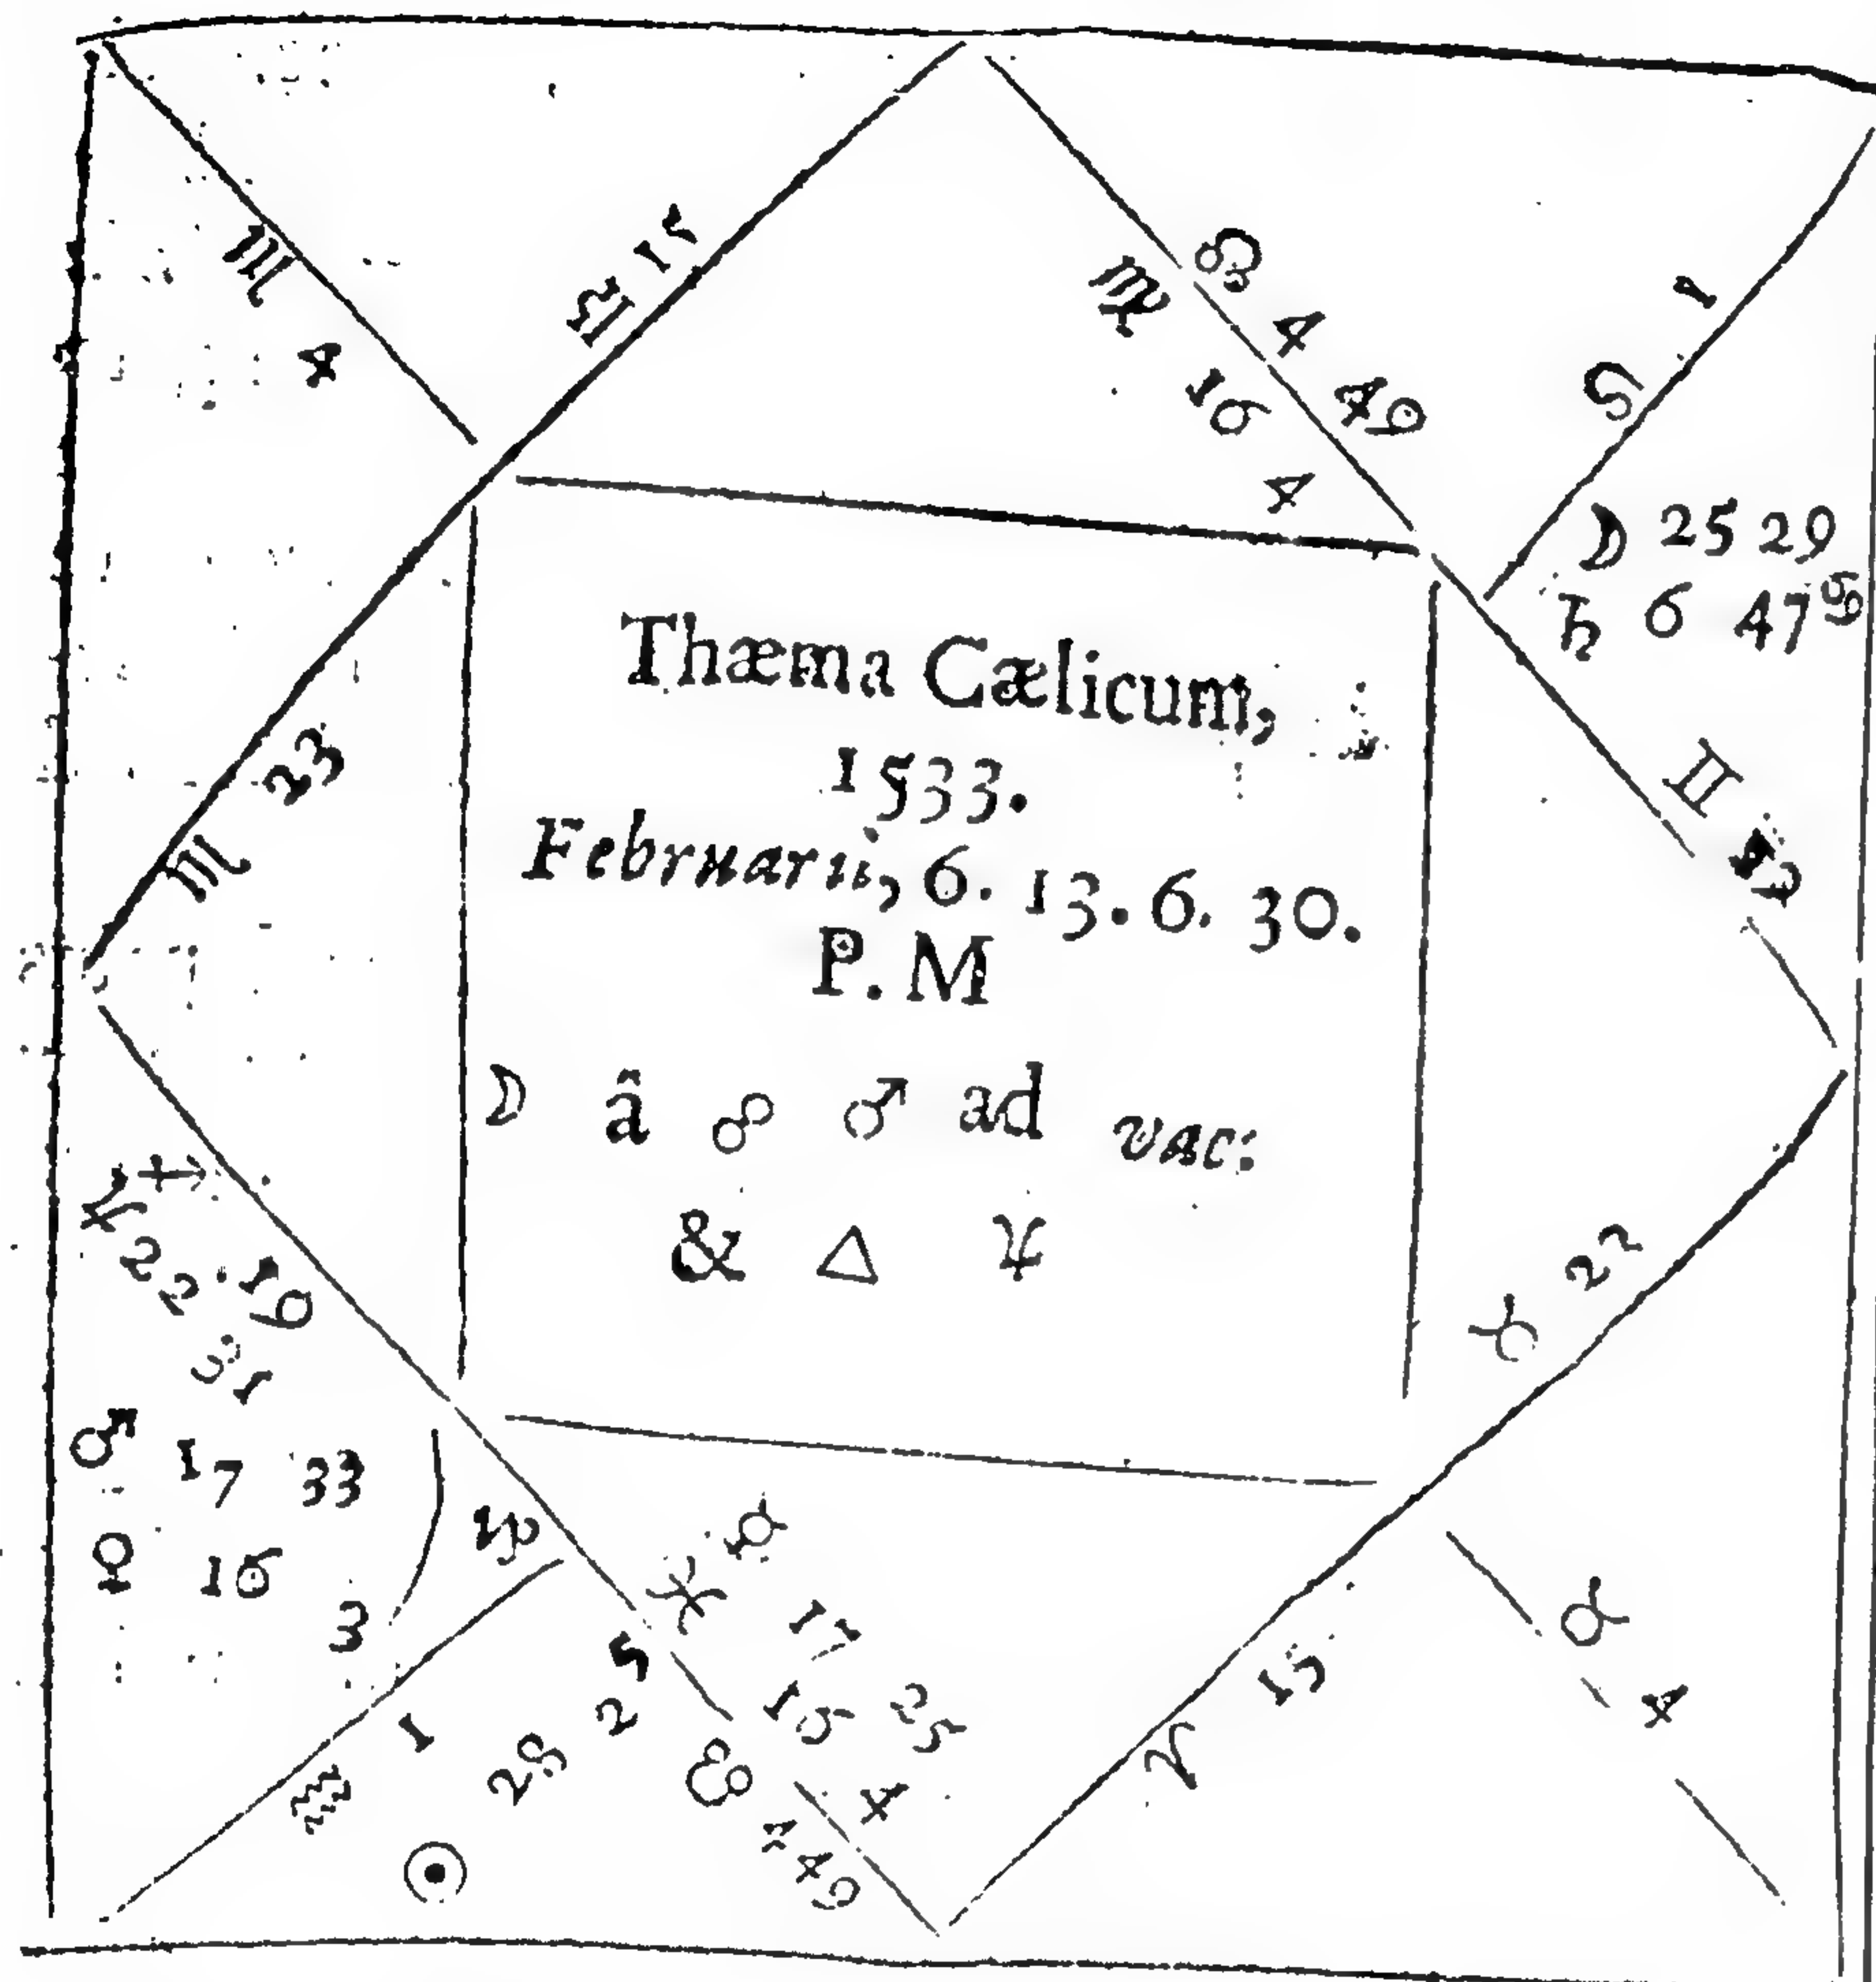 ♏ 4
♎ 15
♍ 16 4
☋ 4 49
♌ 1
☽ 25 29
♄ 6 47 ♋
♏ 23
♊
Thæma Cælicum,
1533.
Februarii, 6. 13. 6. 30.
P. M
☽ â ☍ ♂ ad vac:
& △ ♃
♐ 19
♃ 22 31
♂ 17 33
♀ 16 3
♑
♒ 1
☉ 28 25
☿ 17 25
♓ 15 4
☊ 4 49
♈ 15
♉ 4
♉ 22